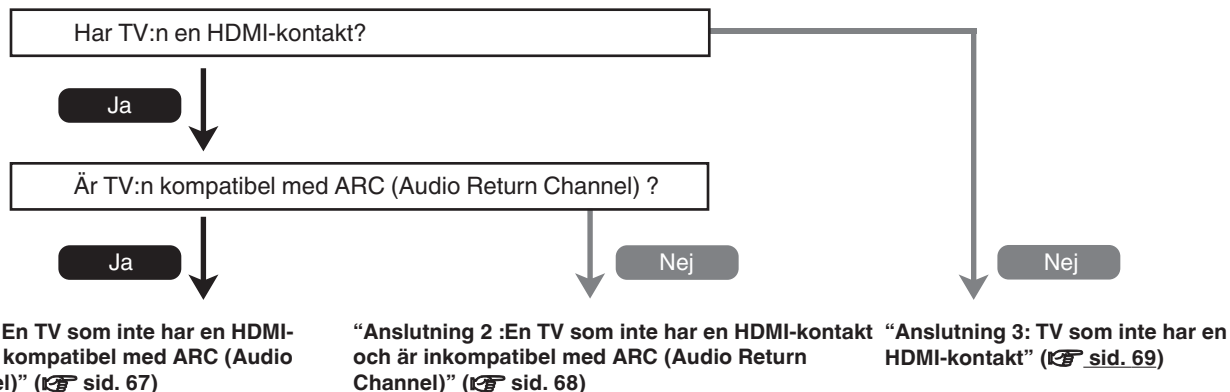 Har TV:n en HDMI-kontakt?
Ja
Är TV:n kompatibel med ARC (Audio Return Channel) ?
Ja
Nej
Nej
:En TV som inte har en HDMI-
kompatibel med ARC (Audio
el)” (☞ sid. 67)
“Anslutning 2 :En TV som inte har en HDMI-kontakt
och är inkompatibel med ARC (Audio Return
Channel)” (☞ sid. 68)
“Anslutning 3: TV som inte har en
HDMI-kontakt” (☞ sid. 69)